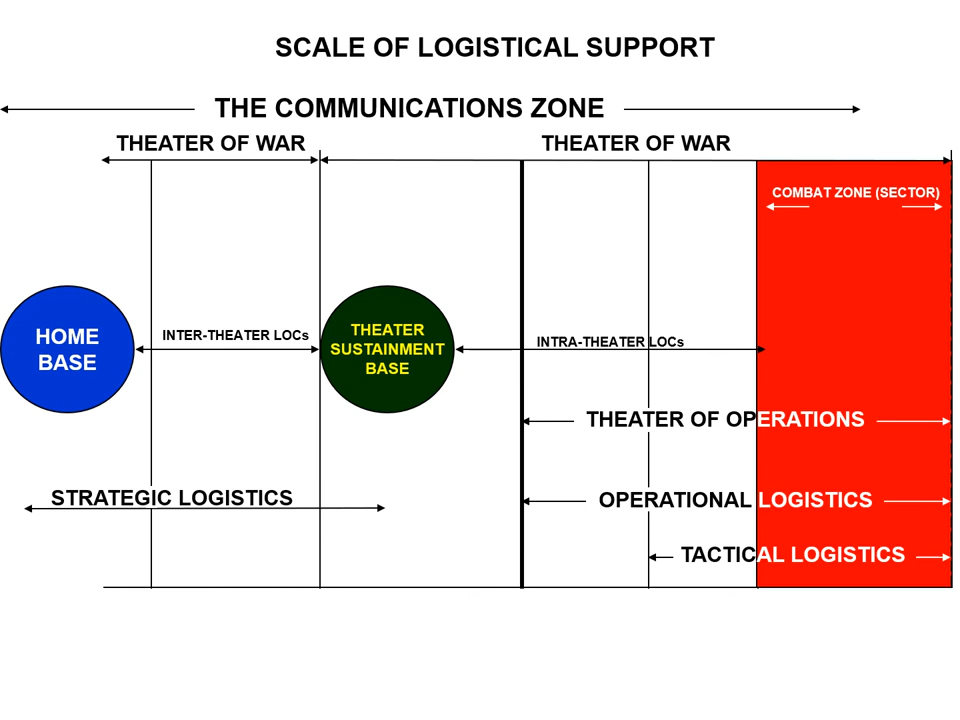 SCALE OF LOGISTICAL SUPPORT
THE COMMUNICATIONS ZONE
THEATER OF WAR
THEATER OF WAR
COMBAT ZONE (SECTOR)
HOME
BASE
INTER-THEATER LOCs
THEATER
SUSTAINMENT
BASE
INTRA-THEATER LOCs
THEATER OF OPERATIONS
STRATEGIC LOGISTICS
OPERATIONAL LOGISTICS
TACTICAL LOGISTICS